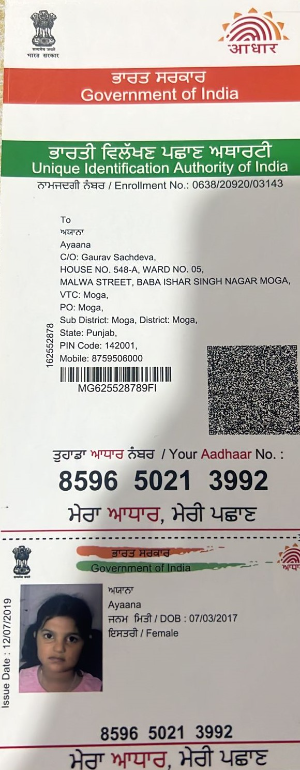 भारत सरकार
आधार
ਭਾਰਤ ਸਰਕਾਰ
Government of India
ਭਾਰਤੀ ਵਿਲੱਖਣ ਪਛਾਣ ਅਥਾਰਟੀ
Unique Identification Authority of India
ਨਾਮਜ਼ਦਗੀ ਨੰਬਰ / Enrollment No.: 0638/20920/03143
To
ਅਯਾਨਾ
Ayaana
C/O: Gaurav Sachdeva,
HOUSE NO. 548-A, WARD NO. 05,
MALWA STREET, BABA ISHAR SINGH NAGAR MOGA,
VTC: Moga,
PO: Moga,
Sub District: Moga, District: Moga,
State: Punjab,
PIN Code: 142001,
Mobile: 8759506000
162552878
MG625528789FI
ਤੁਹਾਡਾ ਆਧਾਰ ਨੰਬਰ / Your Aadhaar No. :
8596 5021 3992
ਮੇਰਾ ਆਧਾਰ, ਮੇਰੀ ਪਛਾਣ
ਭਾਰਤ ਸਰਕਾਰ
Government of India
ਅਯਾਨਾ
Ayaana
ਜਨਮ ਮਿਤੀ / DOB : 07/03/2017
ਇਸਤਰੀ / Female
Issue Date : 12/07/2019
8596 5021 3992
ਮੇਰਾ ਆਧਾਰ, ਮੇਰੀ ਪਛਾਣ